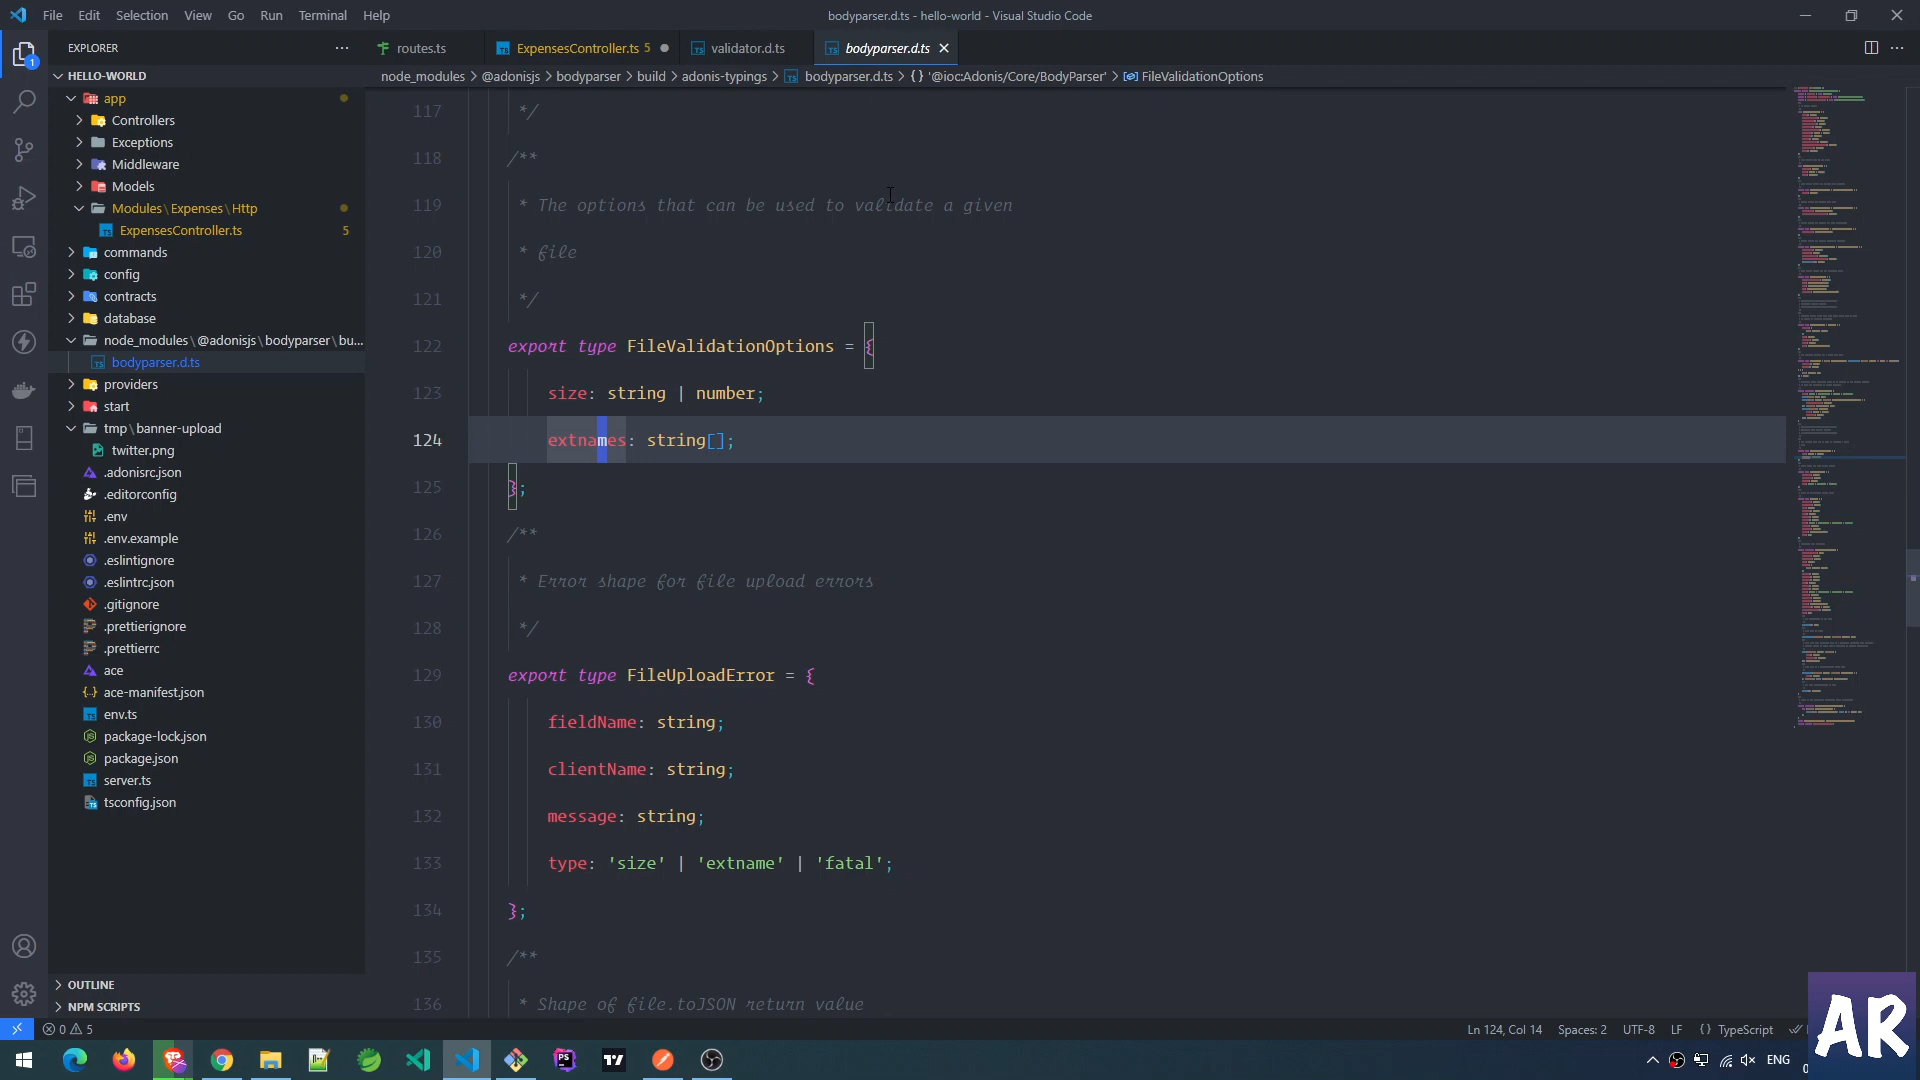 File Edit Selection View Go Run Terminal Help
bodyparser.d.ts - hello-world - Visual Studio Code
EXPLORER
routes.ts
ExpensesController.ts 5
validator.d.ts
bodyparser.d.ts
node_modules > @adonisjs > bodyparser > build > adonis-typings > bodyparser.d.ts > {} '@ioc:Adonis/Core/BodyParser' > FileValidationOptions
1
HELLO-WORLD
app
Controllers
Exceptions
Middleware
Models
Modules\Expenses\Http
ExpensesController.ts 5
commands
config
contracts
database
node_modules\@adonisjs\bodyparser\bu...
bodyparser.d.ts
providers
start
tmp\banner-upload
twitter.png
.adonisrc.json
.editorconfig
.env
.env.example
.eslintignore
.eslintrc.json
.gitignore
.prettierignore
.prettierrc
ace
ace-manifest.json
env.ts
package-lock.json
package.json
server.ts
tsconfig.json
OUTLINE
NPM SCRIPTS
117 */
118 /**
119 * The options that can be used to validate a given
120 * file
121 */
122 export type FileValidationOptions = {
123 size: string | number;
124 extnames: string[];
125 };
126 /**
127 * Error shape for file upload errors
128 */
129 export type FileUploadError = {
130 fieldName: string;
131 clientName: string;
132 message: string;
133 type: 'size' | 'extname' | 'fatal';
134 };
135 /**
136 * Shape of file.toJSON return value
0 5
Ln 124, Col 14 Spaces: 2 UTF-8 LF {} TypeScript
AR
PS
ENG